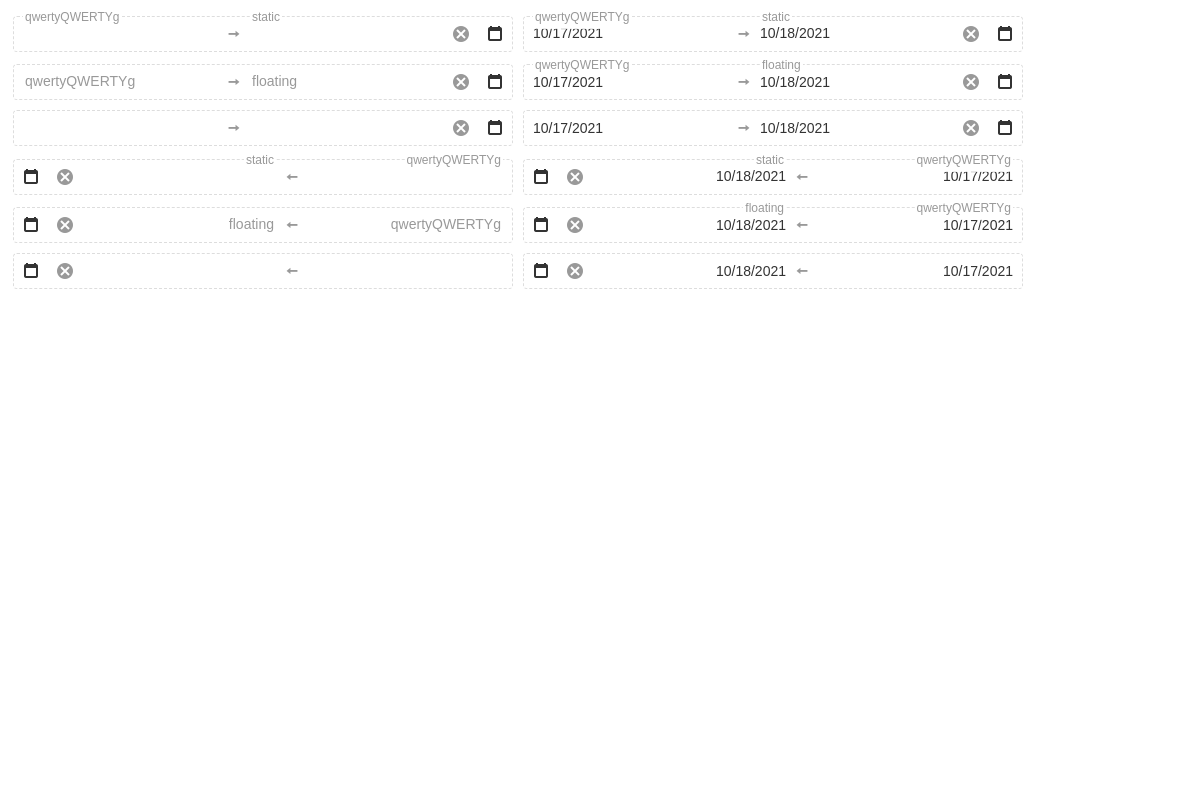 qwertyQWERTYg static qwertyQWERTYg static
→ 10/17/2021 → 10/18/2021
qwertyQWERTYg floating
qwertyQWERTYg → floating 10/17/2021 → 10/18/2021
→ 10/17/2021 → 10/18/2021
static qwertyQWERTYg static qwertyQWERTYg
← 10/18/2021 ← 10/17/2021
floating qwertyQWERTYg
floating ← qwertyQWERTYg 10/18/2021 ← 10/17/2021
← 10/18/2021 ← 10/17/2021